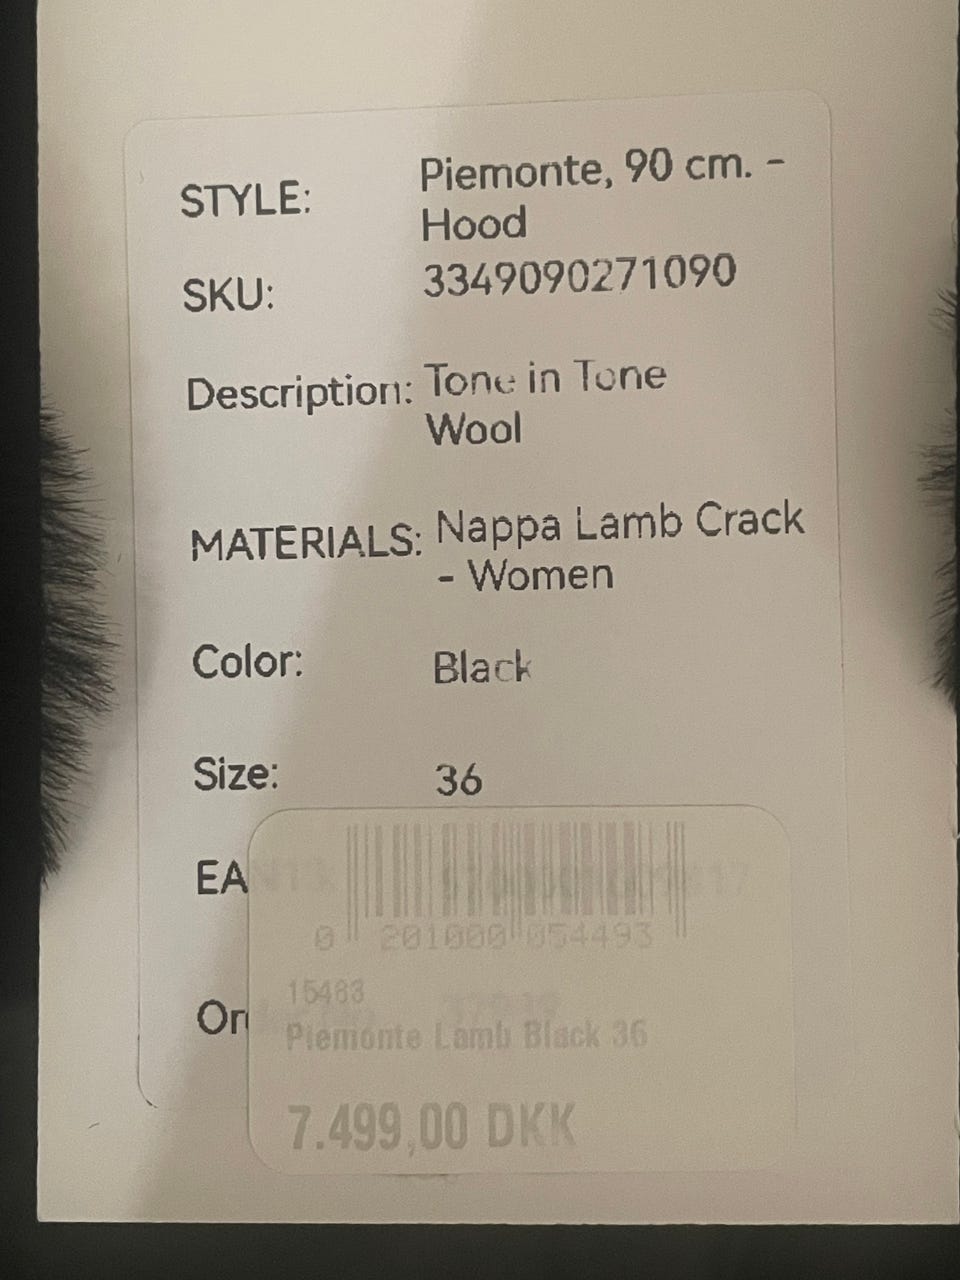 STYLE: Piemonte, 90 cm. -
Hood
SKU: 3349090271090
Description: Tone in Tone
Wool
MATERIALS: Nappa Lamb Crack
- Women
Color: Black
Size: 36
EA
0 201000 054493
15483
Or
Piemonte Lamb Black 36
7.499,00 DKK